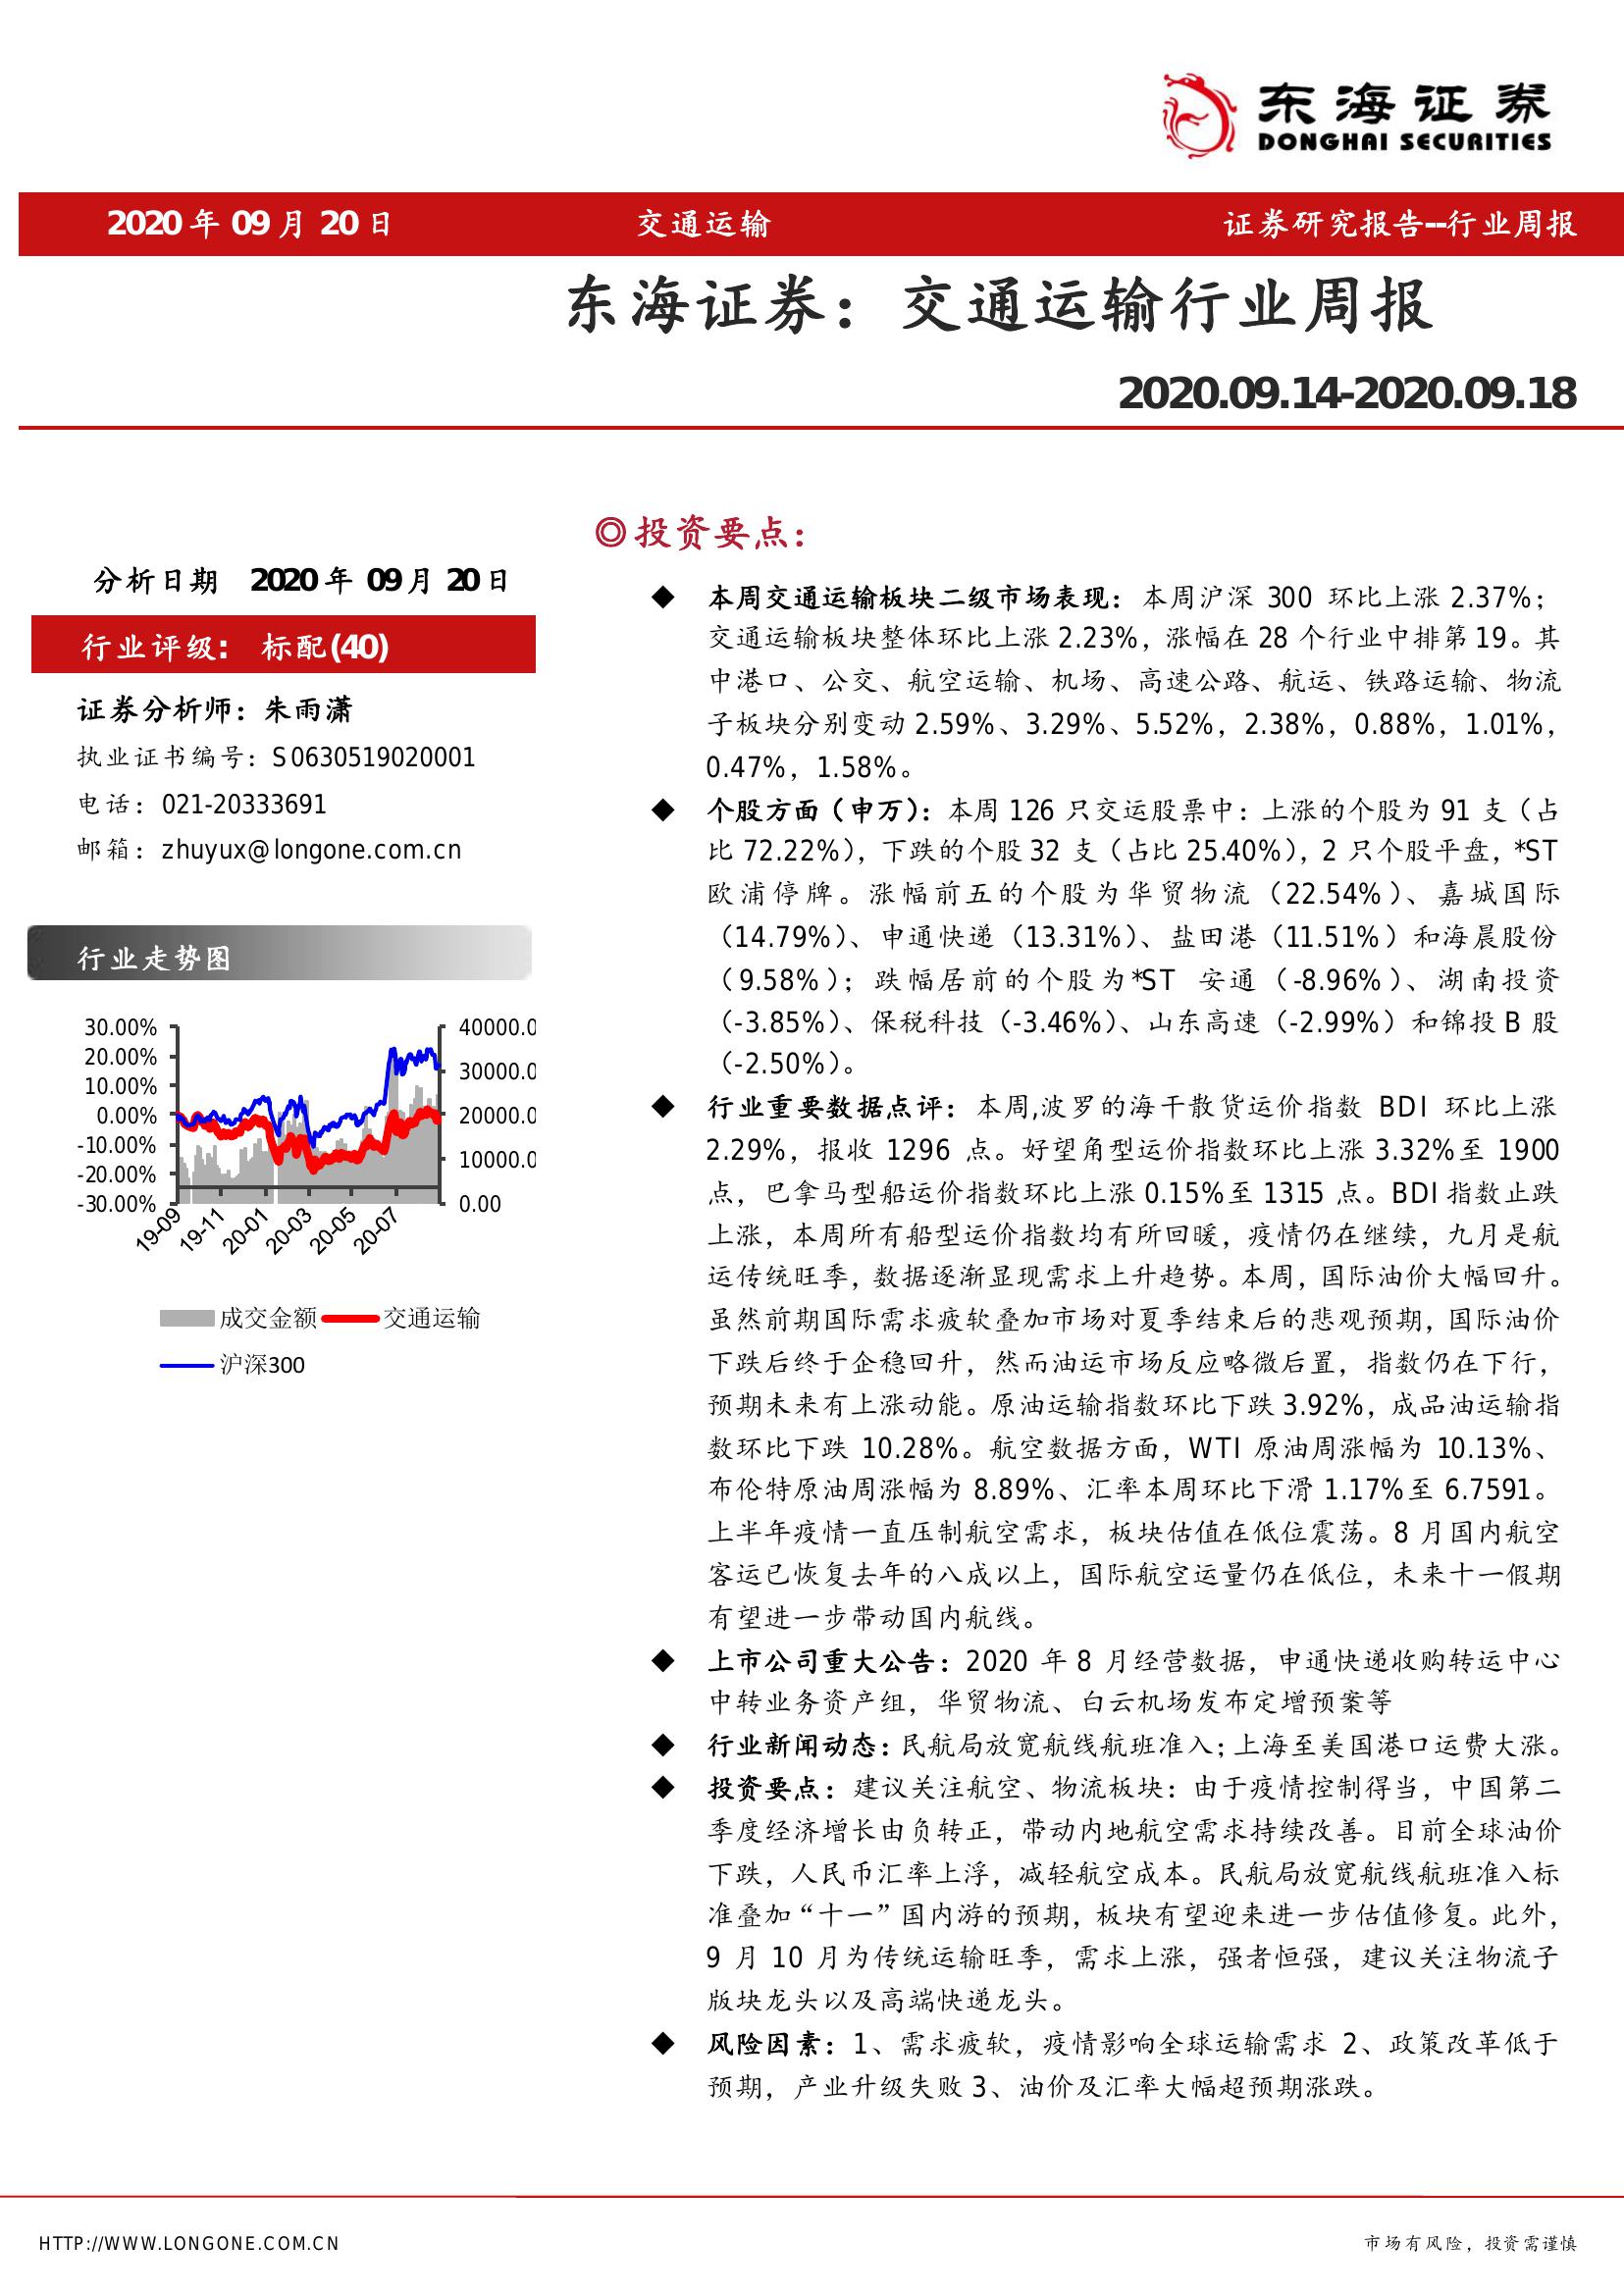 东海证券
DONGHAI SECURITIES
2020 年 09 月 20 日 交通运输 证券研究报告--行业周报
东海证券：交通运输行业周报
2020.09.14-2020.09.18
分析日期 2020 年 09 月 20 日
行业评级： 标配(40)
证券分析师：朱雨潇
执业证书编号：S0630519020001
电话：021-20333691
邮箱：zhuyux@longone.com.cn
行业走势图
30.00%
20.00%
10.00%
0.00%
-10.00%
-20.00%
-30.00%
40000.0
30000.0
20000.0
10000.0
0.00
19-09 19-11 20-01 20-03 20-05 20-07
成交金额 交通运输
沪深300
◎投资要点：
◆ 本周交通运输板块二级市场表现：本周沪深 300 环比上涨 2.37%；
交通运输板块整体环比上涨 2.23%，涨幅在 28 个行业中排第 19。其
中港口、公交、航空运输、机场、高速公路、航运、铁路运输、物流
子板块分别变动 2.59%、3.29%、5.52%，2.38%，0.88%，1.01%，
0.47%，1.58%。
◆ 个股方面（申万）：本周 126 只交运股票中：上涨的个股为 91 支（占
比 72.22%），下跌的个股 32 支（占比 25.40%），2 只个股平盘，*ST
欧浦停牌。涨幅前五的个股为华贸物流（22.54%）、嘉城国际
（14.79%）、申通快递（13.31%）、盐田港（11.51%）和海晨股份
（9.58%）；跌幅居前的个股为*ST 安通（-8.96%）、湖南投资
（-3.85%）、保税科技（-3.46%）、山东高速（-2.99%）和锦投 B 股
（-2.50%）。
◆ 行业重要数据点评：本周,波罗的海干散货运价指数 BDI 环比上涨
2.29%，报收 1296 点。好望角型运价指数环比上涨 3.32%至 1900
点，巴拿马型船运价指数环比上涨 0.15%至 1315 点。BDI 指数止跌
上涨，本周所有船型运价指数均有所回暖，疫情仍在继续，九月是航
运传统旺季，数据逐渐显现需求上升趋势。本周，国际油价大幅回升。
虽然前期国际需求疲软叠加市场对夏季结束后的悲观预期，国际油价
下跌后终于企稳回升，然而油运市场反应略微后置，指数仍在下行，
预期未来有上涨动能。原油运输指数环比下跌 3.92%，成品油运输指
数环比下跌 10.28%。航空数据方面，WTI 原油周涨幅为 10.13%、
布伦特原油周涨幅为 8.89%、汇率本周环比下滑 1.17%至 6.7591。
上半年疫情一直压制航空需求，板块估值在低位震荡。8 月国内航空
客运已恢复去年的八成以上，国际航空运量仍在低位，未来十一假期
有望进一步带动国内航线。
◆ 上市公司重大公告：2020 年 8 月经营数据，申通快递收购转运中心
中转业务资产组，华贸物流、白云机场发布定增预案等
◆ 行业新闻动态：民航局放宽航线航班准入；上海至美国港口运费大涨。
◆ 投资要点：建议关注航空、物流板块：由于疫情控制得当，中国第二
季度经济增长由负转正，带动内地航空需求持续改善。目前全球油价
下跌，人民币汇率上浮，减轻航空成本。民航局放宽航线航班准入标
准叠加“十一”国内游的预期，板块有望迎来进一步估值修复。此外，
9 月 10 月为传统运输旺季，需求上涨，强者恒强，建议关注物流子
版块龙头以及高端快递龙头。
◆ 风险因素：1、需求疲软，疫情影响全球运输需求 2、政策改革低于
预期，产业升级失败 3、油价及汇率大幅超预期涨跌。
HTTP://WWW.LONGONE.COM.CN 市场有风险，投资需谨慎